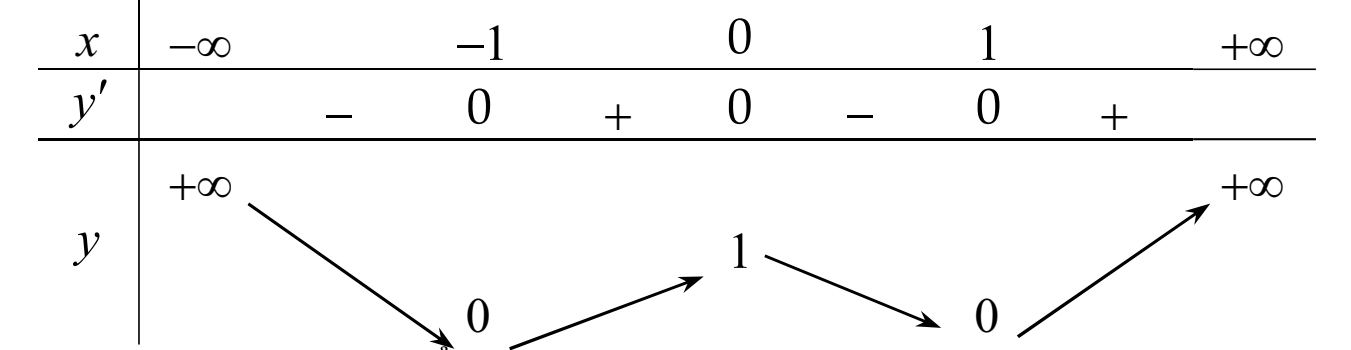 x −∞ −1 0 1 +∞
y′ − 0 + 0 − 0 +
+∞ +∞
y 1
0 0